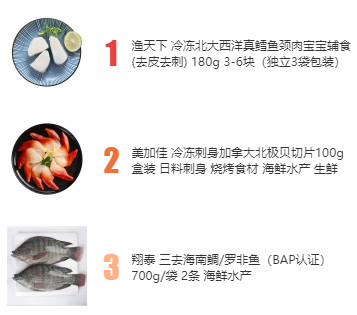 1
渔天下 冷冻北大西洋真鳕鱼颈肉宝宝辅食
(去皮去刺) 180g 3-6块（独立3袋包装）
2
美加佳 冷冻刺身加拿大北极贝切片100g
盒装 日料刺身 烧烤食材 海鲜水产 生鲜
3
翔泰 三去海南鲷/罗非鱼（BAP认证）
700g/袋 2条 海鲜水产